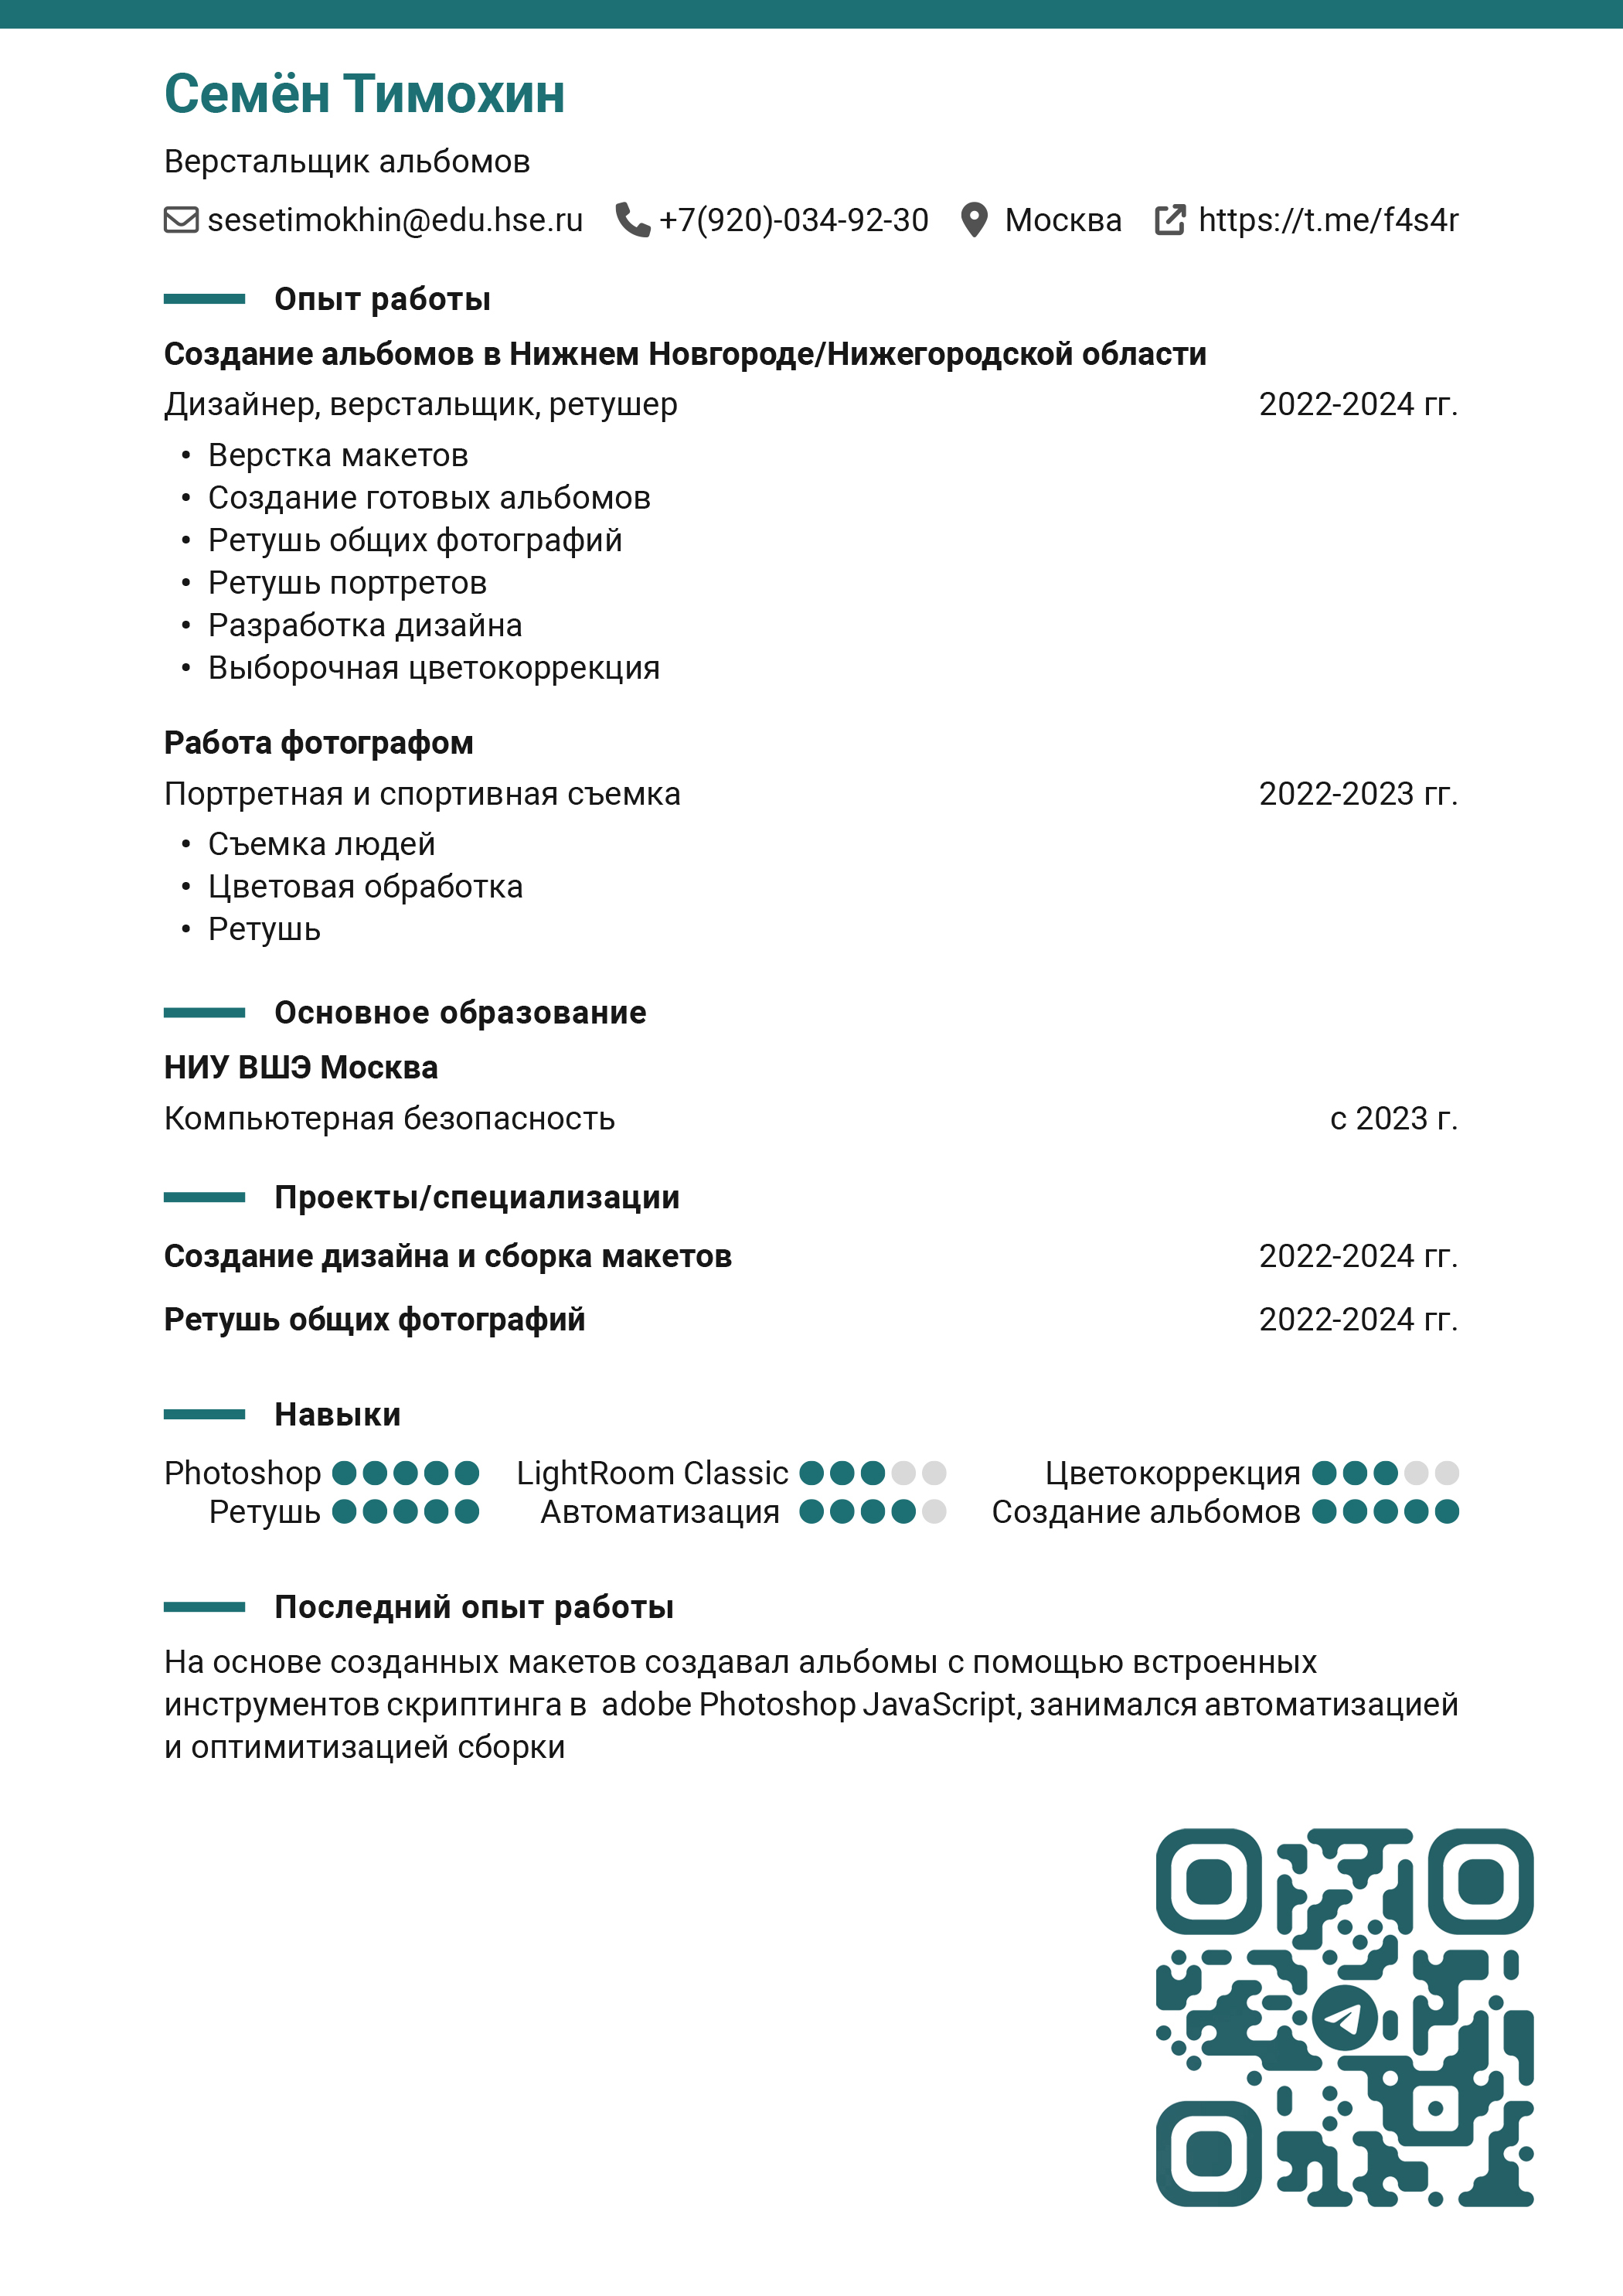 Семён Тимохин
Верстальщик альбомов
sesetimokhin@edu.hse.ru +7(920)-034-92-30 Москва https://t.me/f4s4r
Опыт работы
Создание альбомов в Нижнем Новгороде/Нижегородской области
Дизайнер, верстальщик, ретушер 2022-2024 гг.
• Верстка макетов
• Создание готовых альбомов
• Ретушь общих фотографий
• Ретушь портретов
• Разработка дизайна
• Выборочная цветокоррекция
Работа фотографом
Портретная и спортивная съемка 2022-2023 гг.
• Съемка людей
• Цветовая обработка
• Ретушь
Основное образование
НИУ ВШЭ Москва
Компьютерная безопасность с 2023 г.
Проекты/специализации
Создание дизайна и сборка макетов 2022-2024 гг.
Ретушь общих фотографий 2022-2024 гг.
Навыки
Photoshop LightRoom Classic Цветокоррекция
Ретушь Автоматизация Создание альбомов
Последний опыт работы
На основе созданных макетов создавал альбомы с помощью встроенных
инструментов скриптинга в adobe Photoshop JavaScript, занимался автоматизацией
и оптимитизацией сборки